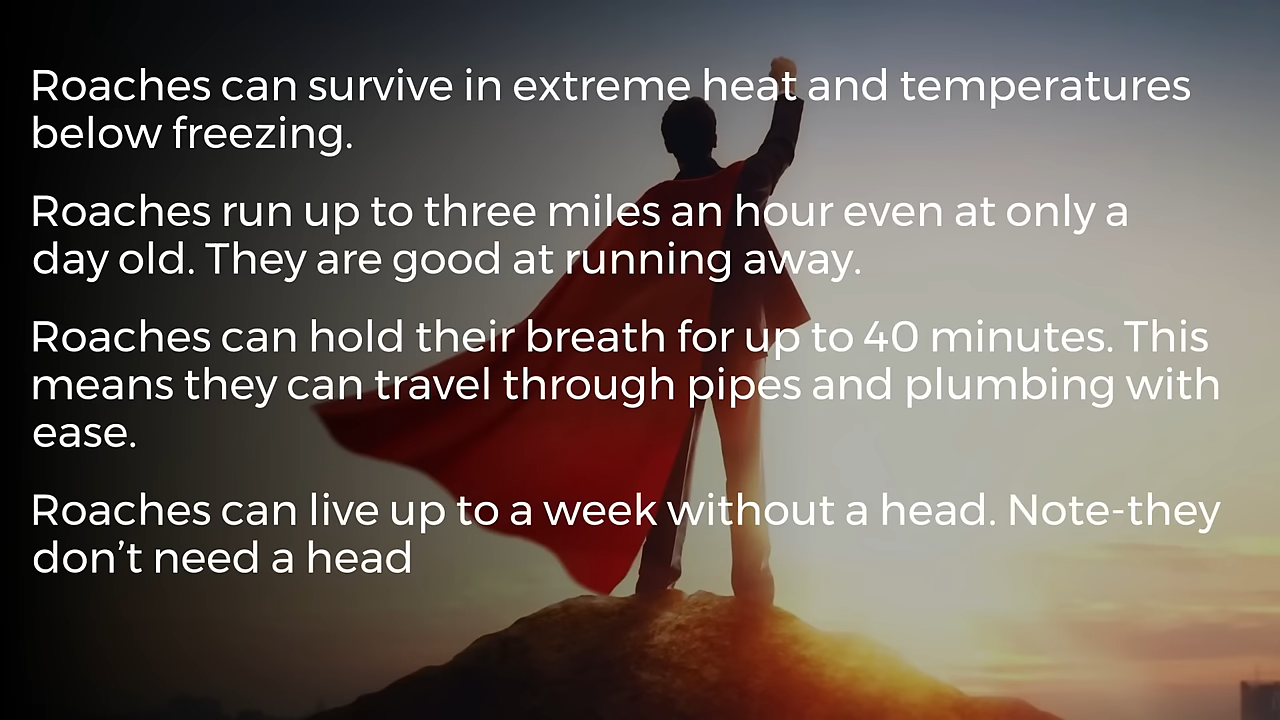 Roaches can survive in extreme heat and temperatures
below freezing.
Roaches run up to three miles an hour even at only a
day old. They are good at running away.
Roaches can hold their breath for up to 40 minutes. This
means they can travel through pipes and plumbing with
ease.
Roaches can live up to a week without a head. Note-they
don’t need a head